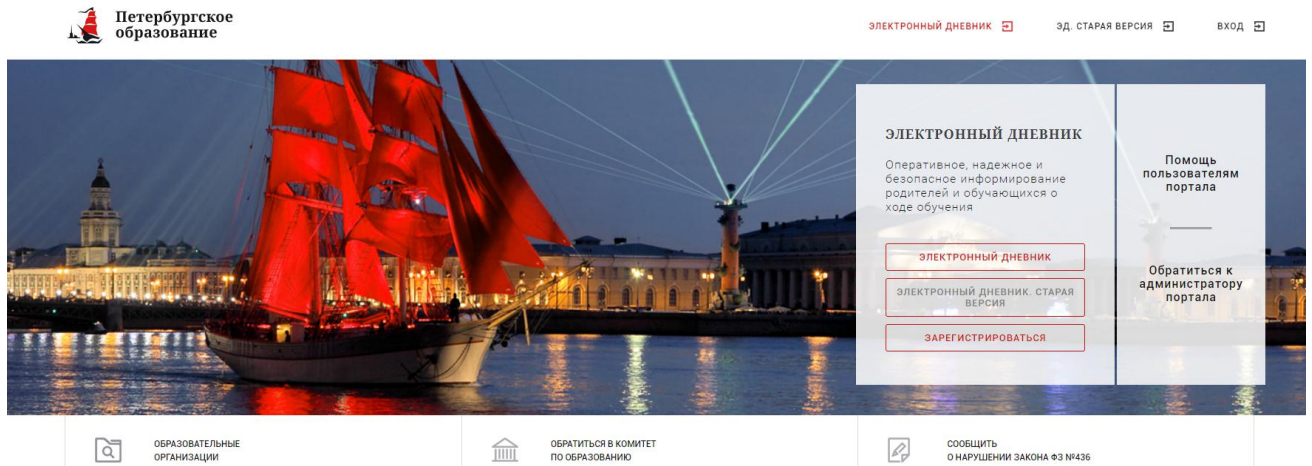 Петербургское
образование
ЭЛЕКТРОННЫЙ ДНЕВНИК
ЭД. СТАРАЯ ВЕРСИЯ
ВХОД
ЭЛЕКТРОННЫЙ ДНЕВНИК
Оперативное, надежное и
безопасное информирование
родителей и обучающихся о
ходе обучения
ЭЛЕКТРОННЫЙ ДНЕВНИК
ЭЛЕКТРОННЫЙ ДНЕВНИК. СТАРАЯ
ВЕРСИЯ
ЗАРЕГИСТРИРОВАТЬСЯ
Помощь
пользователям
портала
Обратиться к
администратору
портала
ОБРАЗОВАТЕЛЬНЫЕ
ОРГАНИЗАЦИИ
ОБРАТИТЬСЯ В КОМИТЕТ
ПО ОБРАЗОВАНИЮ
СООБЩИТЬ
О НАРУШЕНИИ ЗАКОНА ФЗ №436